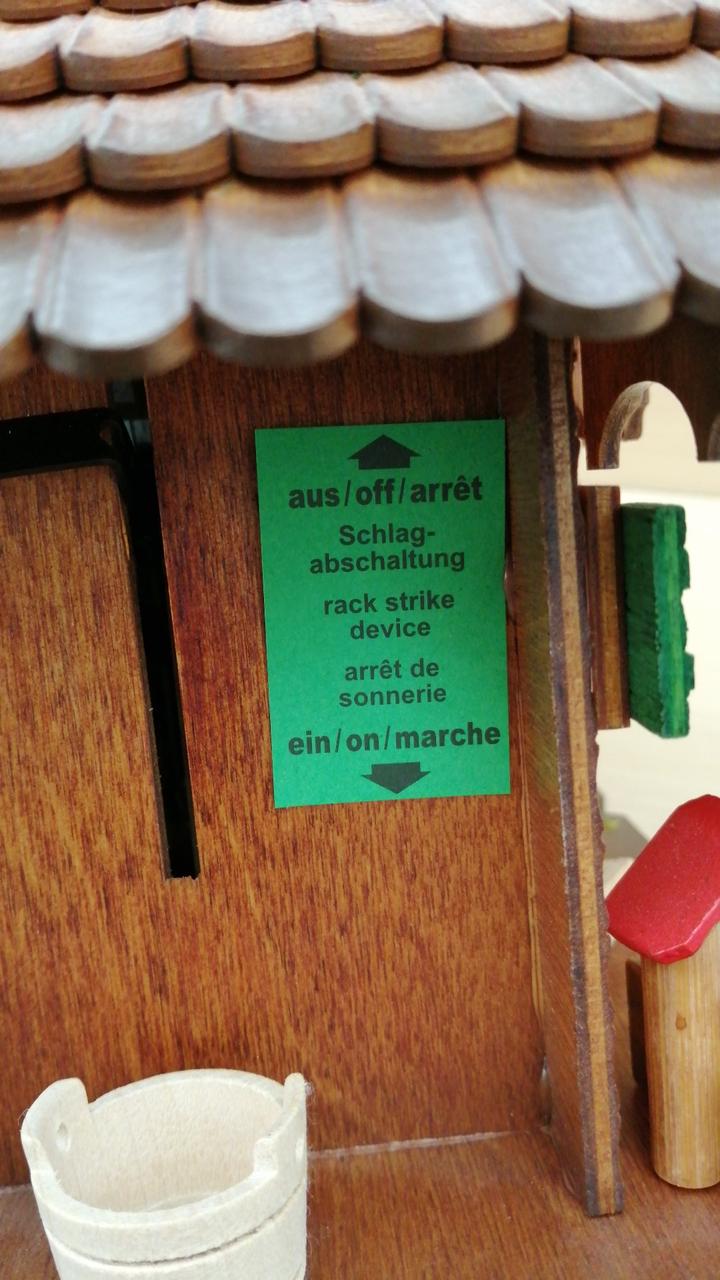 aus/off/arrêt
Schlag-
abschaltung
rack strike
device
arrêt de
sonnerie
ein/on/marche